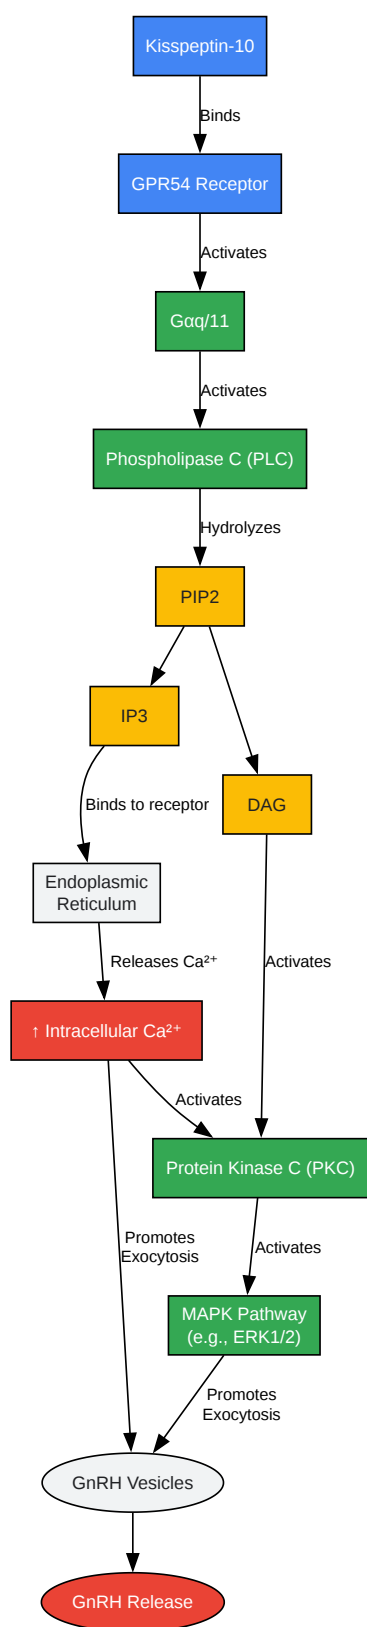 Kisspeptin-10
Binds
GPR54 Receptor
Activates
Gαq/11
Activates
Phospholipase C (PLC)
Hydrolyzes
PIP2
IP3
Binds to receptor
DAG
Endoplasmic
Reticulum
Releases Ca²⁺
Activates
↑ Intracellular Ca²⁺
Activates
Protein Kinase C (PKC)
Promotes
Exocytosis
Activates
MAPK Pathway
(e.g., ERK1/2)
Promotes
Exocytosis
GnRH Vesicles
GnRH Release